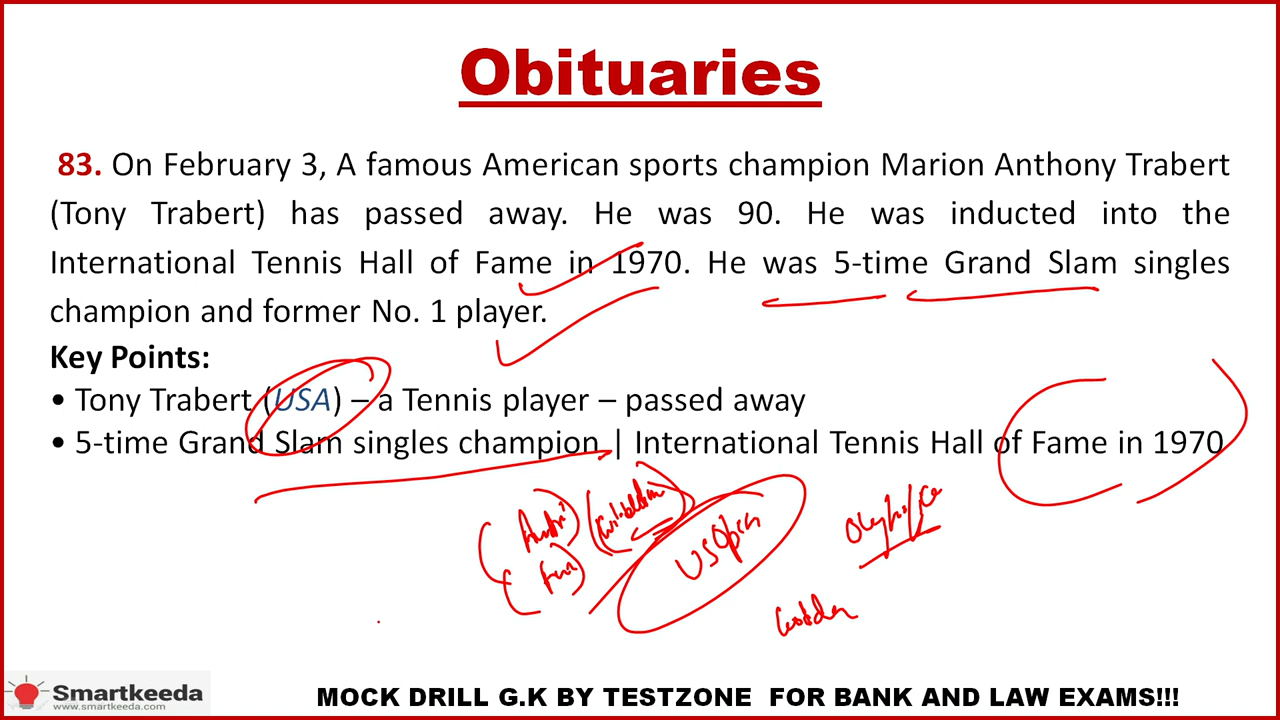 Obituaries
83. On February 3, A famous American sports champion Marion Anthony Trabert
(Tony Trabert) has passed away. He was 90. He was inducted into the
International Tennis Hall of Fame in 1970. He was 5-time Grand Slam singles
champion and former No. 1 player.
Key Points:
• Tony Trabert (USA) – a Tennis player – passed away
• 5-time Grand Slam singles champion | International Tennis Hall of Fame in 1970
US Open
Smartkeeda
www.smartkeeda.com
MOCK DRILL G.K BY TESTZONE FOR BANK AND LAW EXAMS!!!